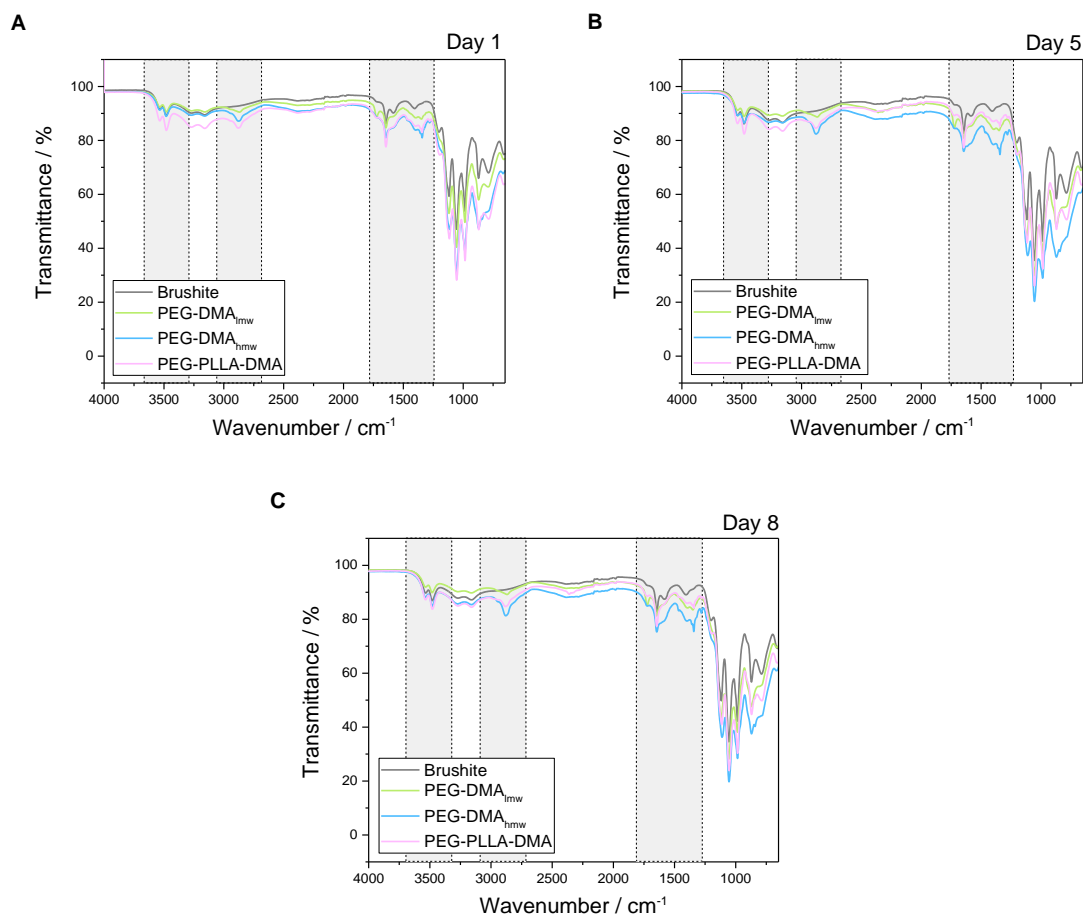 A
Day 1
Transmittance / %
100
80
60
40
20
0
Brushite
PEG-DMAlmw
PEG-DMAhmw
PEG-PLLA-DMA
4000 3500 3000 2500 2000 1500 1000
Wavenumber / cm-1
B
Day 5
Transmittance / %
100
80
60
40
20
0
Brushite
PEG-DMAlmw
PEG-DMAhmw
PEG-PLLA-DMA
4000 3500 3000 2500 2000 1500 1000
Wavenumber / cm-1
C
Day 8
Transmittance / %
100
80
60
40
20
0
Brushite
PEG-DMAlmw
PEG-DMAhmw
PEG-PLLA-DMA
4000 3500 3000 2500 2000 1500 1000
Wavenumber / cm-1